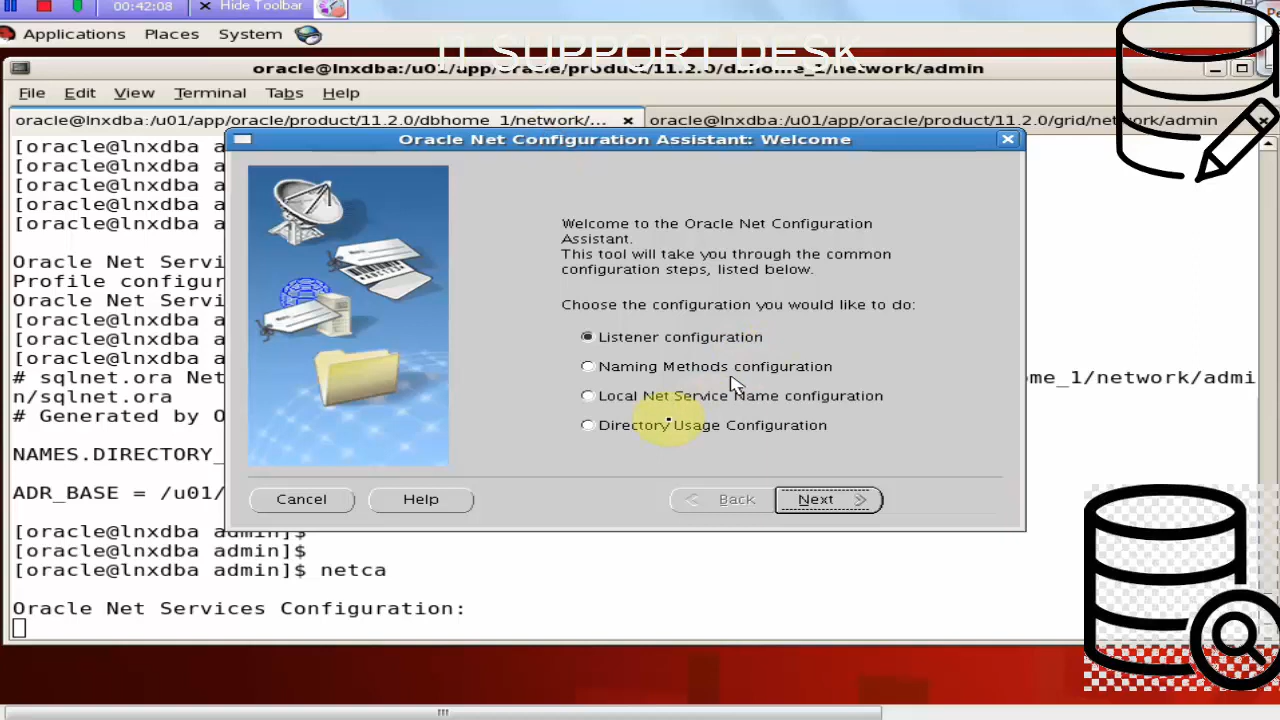 00:42:08 Hide Toolbar
Applications Places System
IT SUPPORT DESK
oracle@lnxdba:/u01/app/oracle/product/11.2.0/dbhome_1/network/admin
File Edit View Terminal Tabs Help
oracle@lnxdba:/u01/app/oracle/product/11.2.0/dbhome_1/network/... oracle@lnxdba:/u01/app/oracle/product/11.2.0/grid/network/admin
Oracle Net Configuration Assistant: Welcome
[oracle@lnxdba a
[oracle@lnxdba a
[oracle@lnxdba a
[oracle@lnxdba a
[oracle@lnxdba a
Welcome to the Oracle Net Configuration
Assistant.
This tool will take you through the common
configuration steps, listed below.
Choose the configuration you would like to do:
Listener configuration
Naming Methods configuration
Local Net Service Name configuration
Directory Usage Configuration
Cancel Help Back Next
Oracle Net Servi
Profile configur
Oracle Net Servi
[oracle@lnxdba a
[oracle@lnxdba a
[oracle@lnxdba a
# sqlnet.ora Net ome_1/network/admi
n/sqlnet.ora
# Generated by O
NAMES.DIRECTORY_
ADR_BASE = /u01/
[oracle@lnxdba admin]$
[oracle@lnxdba admin]$
[oracle@lnxdba admin]$ netca
Oracle Net Services Configuration: